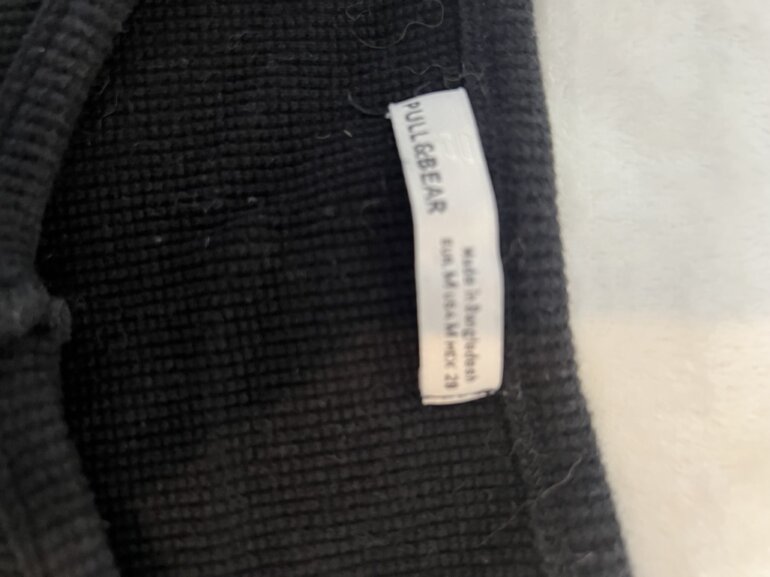 PULL&BEAR
Made in Bangladesh
EUR M USA M MEX 28